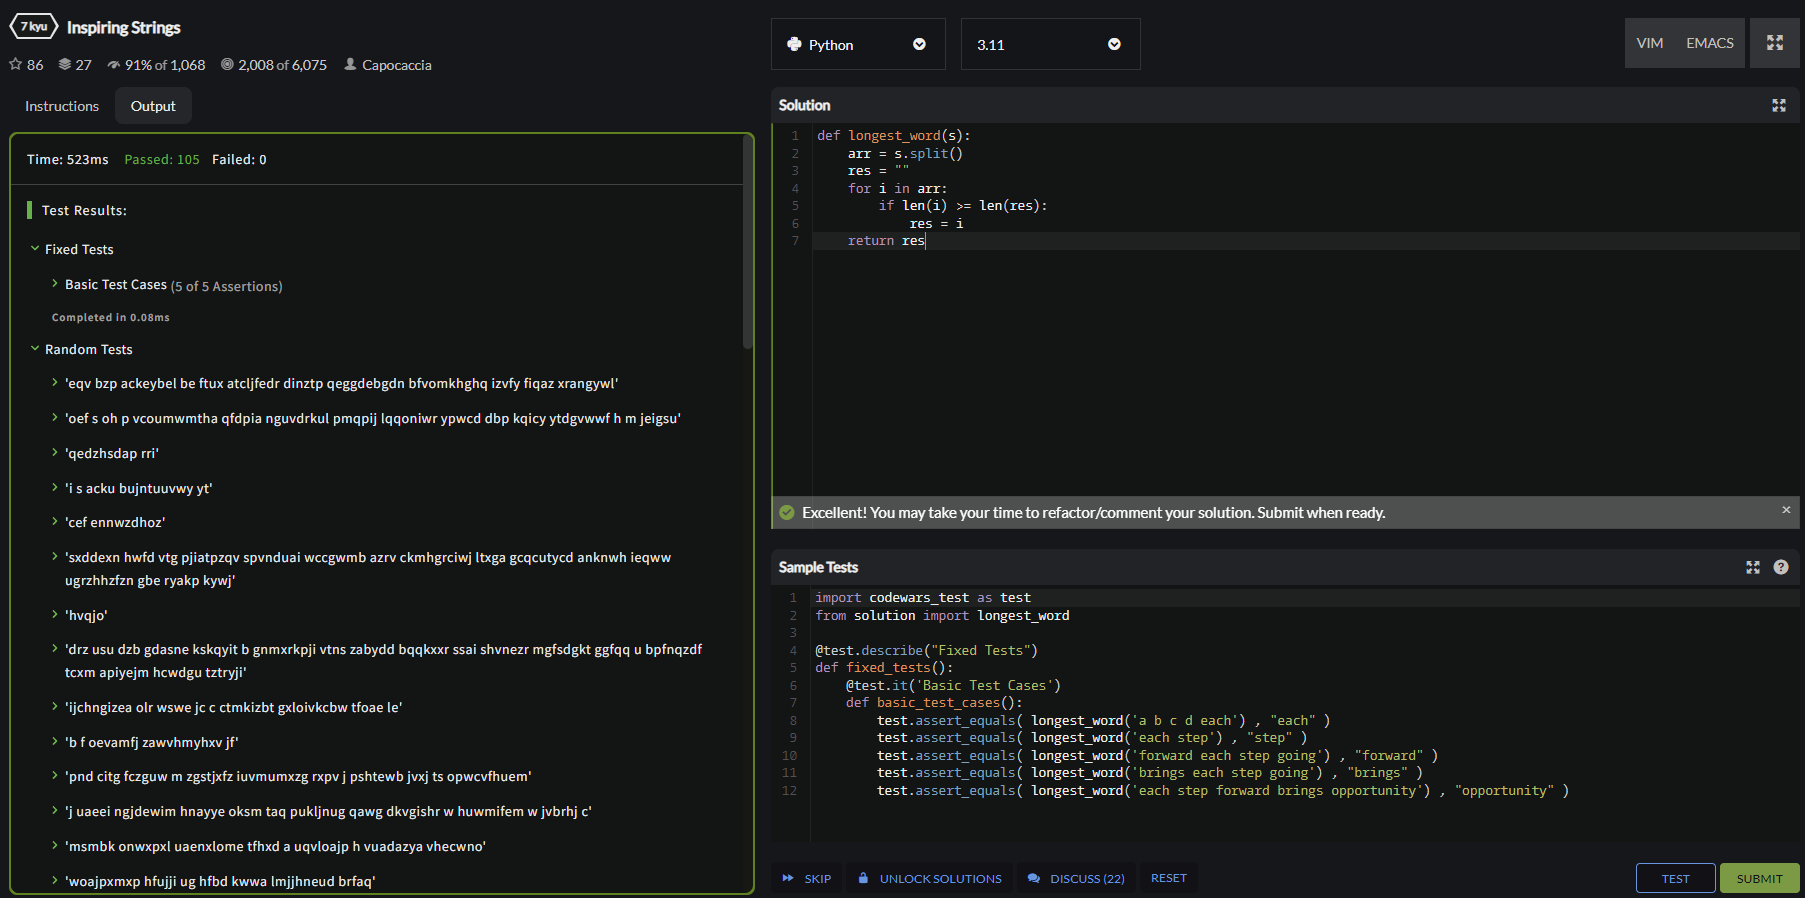 7 kyu Inspiring Strings
86 27 91% of 1,068 2,008 of 6,075 Capocaccia
Instructions Output
Time: 523ms Passed: 105 Failed: 0
Test Results:
Fixed Tests
Basic Test Cases (5 of 5 Assertions)
Completed in 0.08ms
Random Tests
'eqv bzp ackeybel be ftux atcljfedr dinztp qeggdebgdn bfvomkhghq izvfy fiqaz xrangywl'
'oef s oh p vcoumwmtha qfdpia nguvdrkul pmqpij lqqoniwr ypwcd dbp kqicy ytdgvwwf h m jeigsu'
'qedzhsdap rri'
'i s acku bujntuuvwy yt'
'cef ennwzdhoz'
'sxddexn hwfd vtg pjiatpzqv spvnduai wccgwmb azrv ckmhgrciwj ltxga gcqcutycd anknwh ieqww
ugrzhhzfzn gbe ryakp kywj'
'hvqjo'
'drz usu dzb gdasne kskqyit b gnmxrkpji vtns zabydd bqqkxxr ssai shvnezr mgfsdgkt ggfqq u bpfnqzdf
tcxm apiyejm hcwdgu tztryji'
'ijchngizea olr wswe jc c ctmkizbt gxloivkcbw tfoae le'
'b f oevamfj zawvhmyhxv jf'
'pnd citg fczguw m zgstjxfz iuvmumxzg rxpv j pshtewb jvxj ts opwcvfhuem'
'j uaeei ngjdewim hnayye oksm taq pukljnug qawg dkvgishr w huwmifem w jvbrhj c'
'msmbk onwxpxl uaenxlome tfhxd a uqvloajp h vuadazya vhecwno'
'woajpxmxp hfujji ug hfbd kwwa lmjjhneud brfaq'
Python 3.11 VIM EMACS
Solution
1 def longest_word(s):
2     arr = s.split()
3     res = ""
4     for i in arr:
5         if len(i) >= len(res):
6             res = i
7     return res
Excellent! You may take your time to refactor/comment your solution. Submit when ready. ×
Sample Tests ?
1 import codewars_test as test
2 from solution import longest_word
3
4 @test.describe("Fixed Tests")
5 def fixed_tests():
6     @test.it('Basic Test Cases')
7     def basic_test_cases():
8         test.assert_equals( longest_word('a b c d each') , "each" )
9         test.assert_equals( longest_word('each step') , "step" )
10         test.assert_equals( longest_word('forward each step going') , "forward" )
11         test.assert_equals( longest_word('brings each step going') , "brings" )
12         test.assert_equals( longest_word('each step forward brings opportunity') , "opportunity" )
SKIP UNLOCK SOLUTIONS DISCUSS (22) RESET TEST SUBMIT